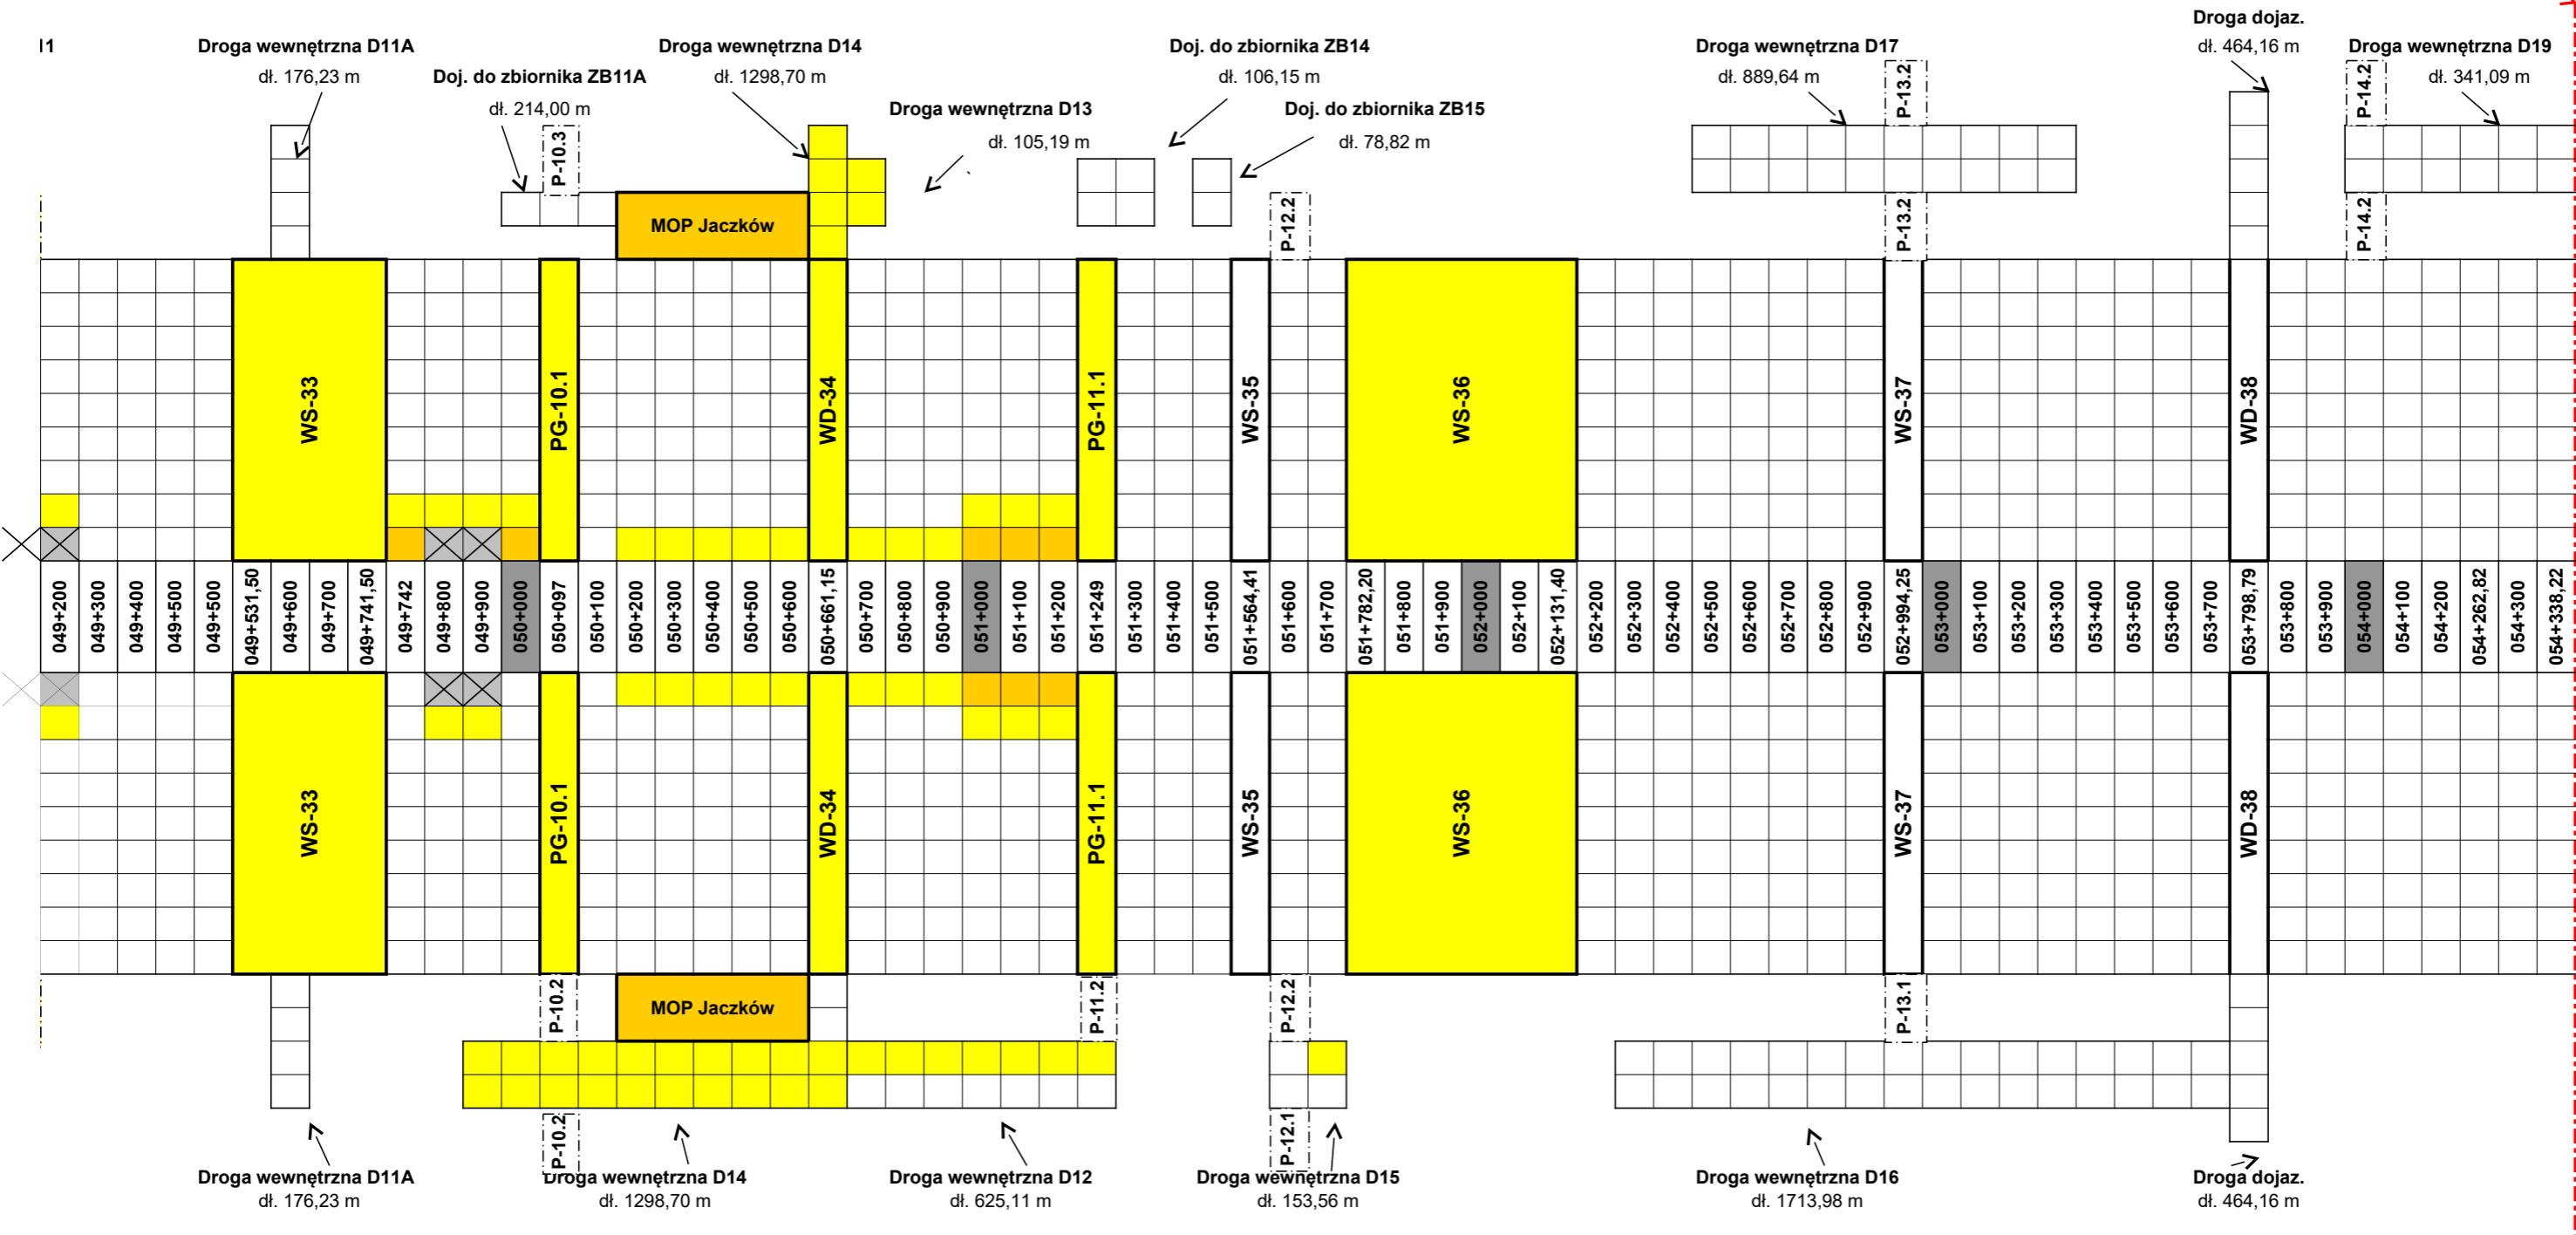 I1
Droga wewnętrzna D11A
dł. 176,23 m
Doj. do zbiornika ZB11A
dł. 214,00 m
Droga wewnętrzna D14
dł. 1298,70 m
Droga wewnętrzna D13
dł. 105,19 m
Doj. do zbiornika ZB14
dł. 106,15 m
Doj. do zbiornika ZB15
dł. 78,82 m
Droga wewnętrzna D17
dł. 889,64 m
Droga dojaz.
dł. 464,16 m
Droga wewnętrzna D19
dł. 341,09 m
P-10.3
P-12.2
P-13.2
P-13.2
P-14.2
P-14.2
MOP Jaczków
WS-33
PG-10.1
WD-34
PG-11.1
WS-35
WS-36
WS-37
WD-38
049+200
049+300
049+400
049+500
049+500
049+531,50
049+600
049+700
049+741,50
049+742
049+800
049+900
050+000
050+097
050+100
050+200
050+300
050+400
050+500
050+600
050+661,15
050+700
050+800
050+900
051+000
051+100
051+200
051+249
051+300
051+400
051+500
051+564,41
051+600
051+700
051+782,20
051+800
051+900
052+000
052+100
052+131,40
052+200
052+300
052+400
052+500
052+600
052+700
052+800
052+900
052+994,25
053+000
053+100
053+200
053+300
053+400
053+500
053+600
053+700
053+798,79
053+800
053+900
054+000
054+100
054+200
054+262,82
054+300
054+338,22
WS-33
PG-10.1
WD-34
PG-11.1
WS-35
WS-36
WS-37
WD-38
P-10.2
MOP Jaczków
P-11.2
P-12.2
P-13.1
P-10.2
P-12.1
Droga wewnętrzna D11A
dł. 176,23 m
Droga wewnętrzna D14
dł. 1298,70 m
Droga wewnętrzna D12
dł. 625,11 m
Droga wewnętrzna D15
dł. 153,56 m
Droga wewnętrzna D16
dł. 1713,98 m
Droga dojaz.
dł. 464,16 m